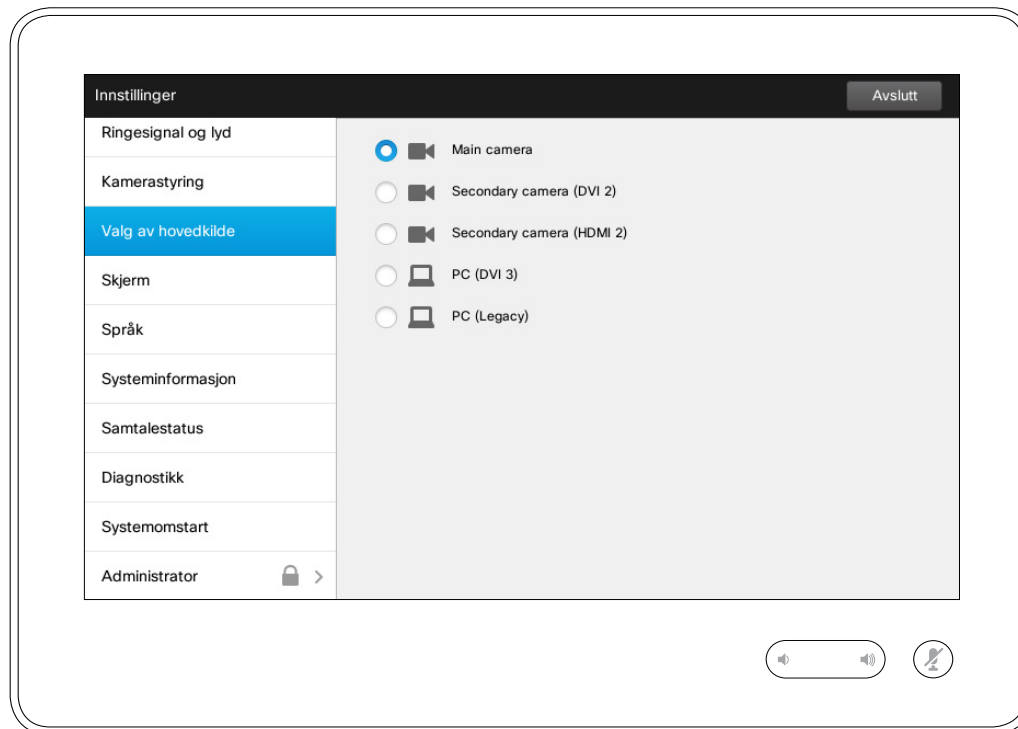 Innstillinger
Avslutt
Ringesignal og lyd
Kamerastyring
Valg av hovedkilde
Skjerm
Språk
Systeminformasjon
Samtalestatus
Diagnostikk
Systemomstart
Administrator
Main camera
Secondary camera (DVI 2)
Secondary camera (HDMI 2)
PC (DVI 3)
PC (Legacy)